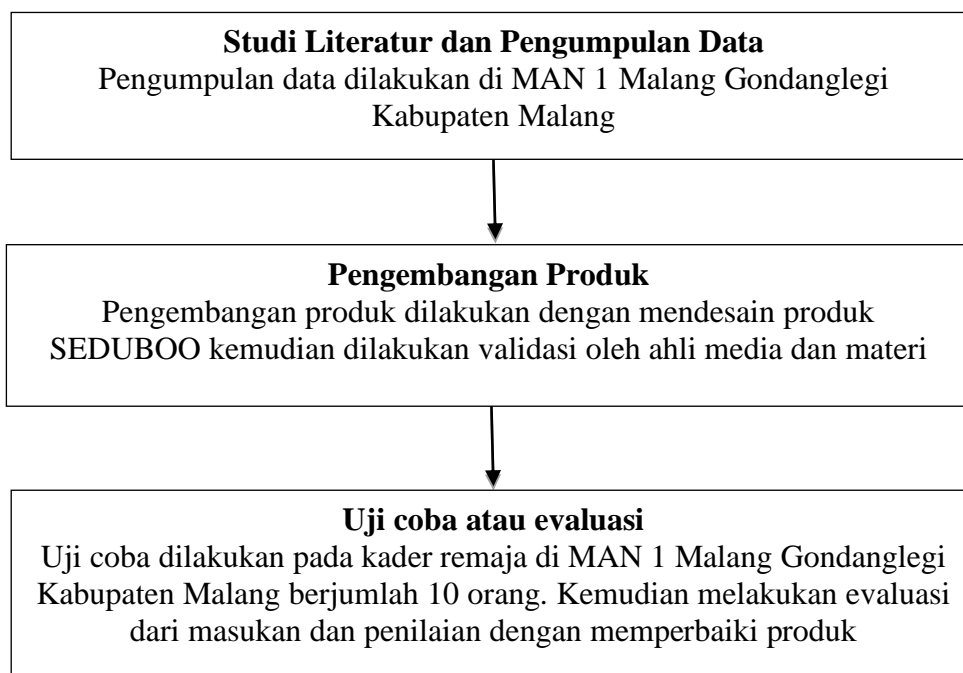 Studi Literatur dan Pengumpulan Data
Pengumpulan data dilakukan di MAN 1 Malang Gondanglegi
Kabupaten Malang
Pengembangan Produk
Pengembangan produk dilakukan dengan mendesain produk
SEDUBOO kemudian dilakukan validasi oleh ahli media dan materi
Uji coba atau evaluasi
Uji coba dilakukan pada kader remaja di MAN 1 Malang Gondanglegi
Kabupaten Malang berjumlah 10 orang. Kemudian melakukan evaluasi
dari masukan dan penilaian dengan memperbaiki produk